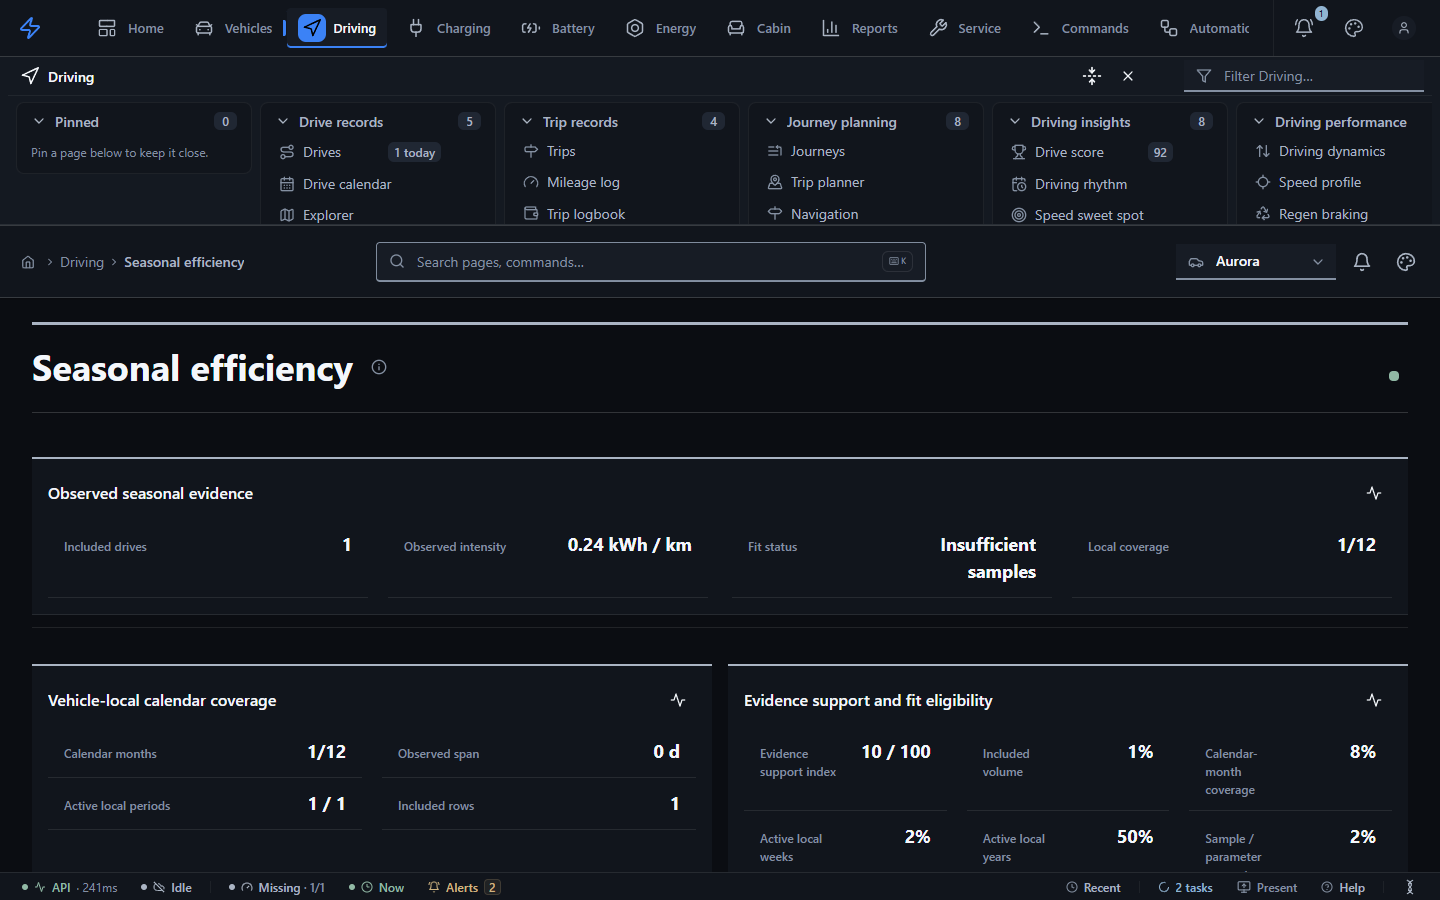 Home
Vehicles
Driving
Charging
Battery
Energy
Cabin
Reports
Service
Commands
Automatic
1
Driving
Filter Driving...
Pinned 0
Pin a page below to keep it close.
Drive records 5
Drives 1 today
Drive calendar
Explorer
Trip records 4
Trips
Mileage log
Trip logbook
Journey planning 8
Journeys
Trip planner
Navigation
Driving insights 8
Drive score 92
Driving rhythm
Speed sweet spot
Driving performance
Driving dynamics
Speed profile
Regen braking
Driving
Seasonal efficiency
Search pages, commands...
K
Aurora
Seasonal efficiency
Observed seasonal evidence
Included drives 1
Observed intensity 0.24 kWh / km
Fit status Insufficient
samples
Local coverage 1/12
Vehicle-local calendar coverage
Calendar months 1/12
Observed span 0 d
Active local periods 1 / 1
Included rows 1
Evidence support and fit eligibility
Evidence
support index
10 / 100
Included
volume
1%
Calendar-
month
coverage
8%
Active local
weeks
2%
Active local
years
50%
Sample /
parameter
2%
API · 241ms
Idle
Missing · 1/1
Now
Alerts 2
Recent
2 tasks
Present
Help